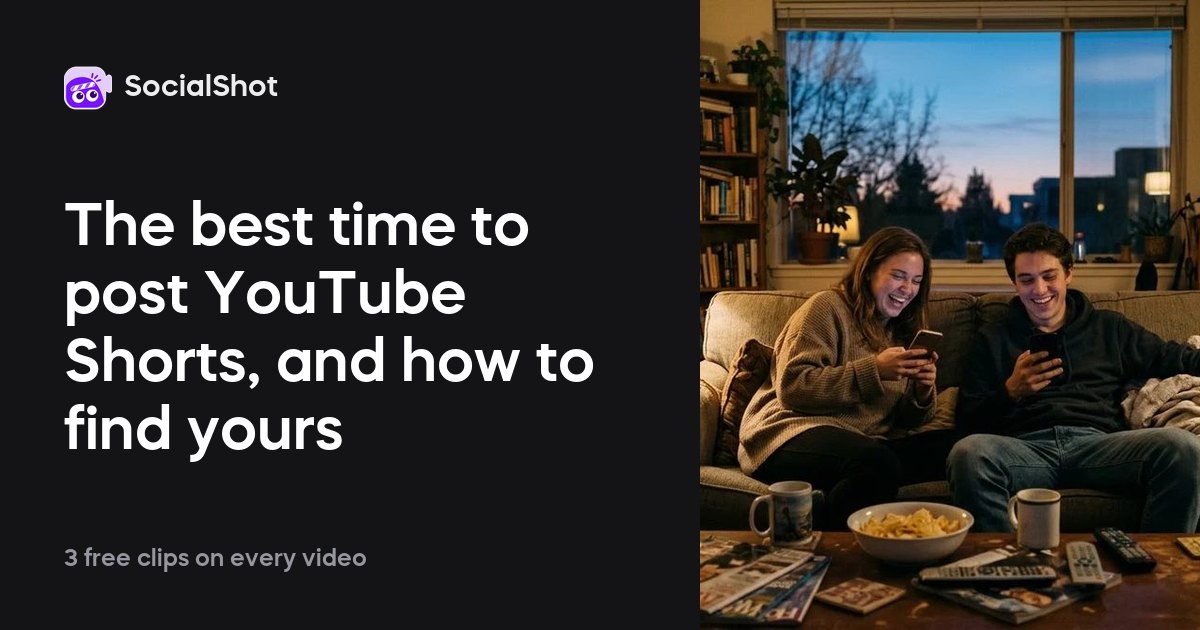 SocialShot
The best time to
post YouTube
Shorts, and how to
find yours
3 free clips on every video